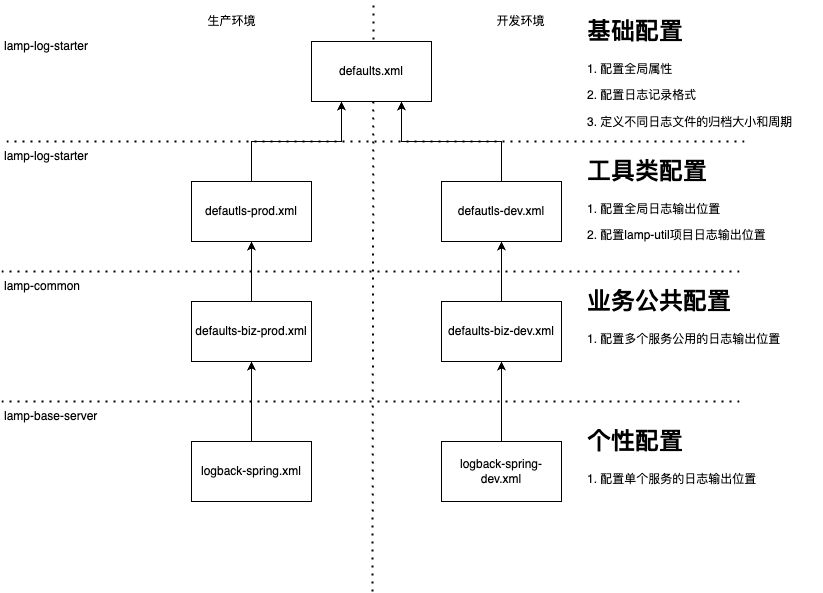 生产环境
开发环境
基础配置
lamp-log-starter
defaults.xml
1. 配置全局属性
2. 配置日志记录格式
3. 定义不同日志文件的归档大小和周期
lamp-log-starter
工具类配置
defautls-prod.xml
defautls-dev.xml
1. 配置全局日志输出位置
2. 配置lamp-util项目日志输出位置
lamp-common
业务公共配置
defaults-biz-prod.xml
defaults-biz-dev.xml
1. 配置多个服务公用的日志输出位置
lamp-base-server
个性配置
logback-spring.xml
logback-spring-
dev.xml
1. 配置单个服务的日志输出位置